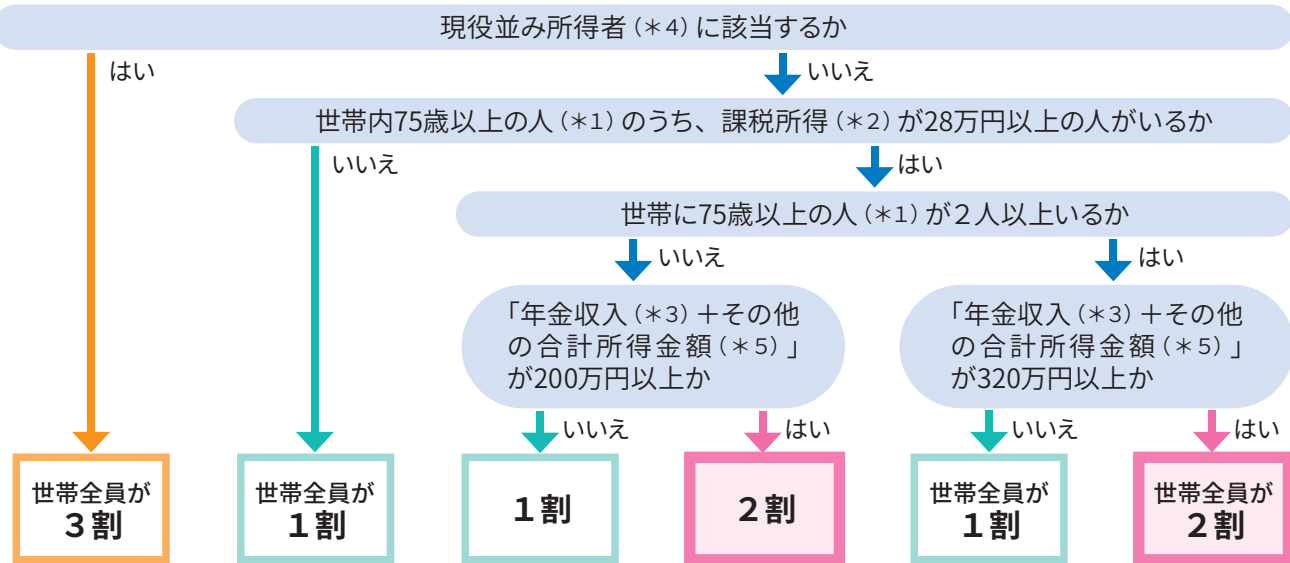 現役並み所得者（＊4）に該当するか
はい
いいえ
世帯内75歳以上の人（＊1）のうち、課税所得（＊2）が28万円以上の人がいるか
いいえ
はい
世帯に75歳以上の人（＊1）が２人以上いるか
いいえ
はい
「年金収入（＊3）＋その他
の合計所得金額（＊5）」
が200万円以上か
「年金収入（＊3）＋その他
の合計所得金額（＊5）」
が320万円以上か
いいえ
はい
いいえ
はい
世帯全員が
３割
世帯全員が
１割
１割
２割
世帯全員が
１割
世帯全員が
２割